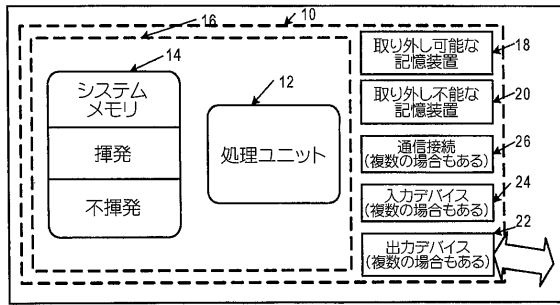 16
10
14
システム
メモリ
揮発
不揮発
12
処理ユニット
取り外し可能な
記憶装置
18
取り外し不能な
記憶装置
20
通信接続
(複数の場合もある)
26
入力デバイス
(複数の場合もある)
24
出力デバイス
(複数の場合もある)
22